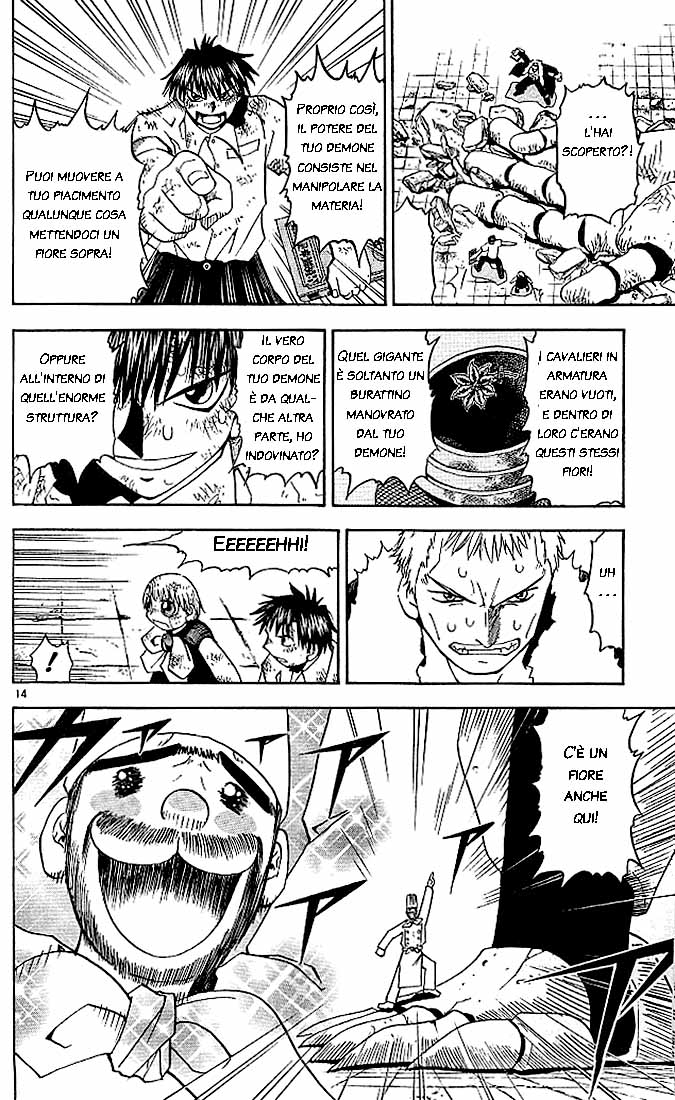 ...
L'HAI
SCOPERTO?!
PROPRIO COSÌ,
IL POTERE DEL
TUO DEMONE
CONSISTE NEL
MANIPOLARE LA
MATERIA!
PUOI MUOVERE A
TUO PIACIMENTO
QUALUNQUE COSA
METTENDOCI UN
FIORE SOPRA!
I CAVALIERI IN
ARMATURA
ERANO VUOTI,
E DENTRO DI
LORO C'ERANO
QUESTI STESSI
FIORI!
QUEL GIGANTE
È SOLTANTO UN
BURATTINO
MANOVRATO
DAL TUO
DEMONE!
IL VERO
CORPO DEL
TUO DEMONE
È DA QUAL-
CHE ALTRA
PARTE, HO
INDOVINATO?
OPPURE
ALL'INTERNO DI
QUELL'ENORME
STRUTTURA?
UH
...
EEEEEEHHI!
!
14
C'È UN
FIORE
ANCHE
QUI!